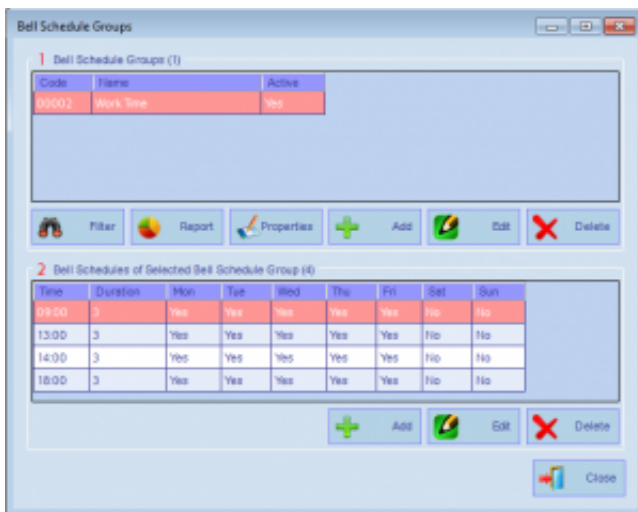 Bell Schedule Groups
1 Bell Schedule Groups (1)
Code Name Active
00002 Work Time Yes
Filter Report Properties Add Edit Delete
2 Bell Schedules of Selected Bell Schedule Group (4)
Time Duration Mon Tue Wed Thu Fri Sat Sun
09:00 3 Yes Yes Yes Yes Yes No No
13:00 3 Yes Yes Yes Yes Yes No No
14:00 3 Yes Yes Yes Yes Yes No No
18:00 3 Yes Yes Yes Yes Yes No No
Add Edit Delete
Close